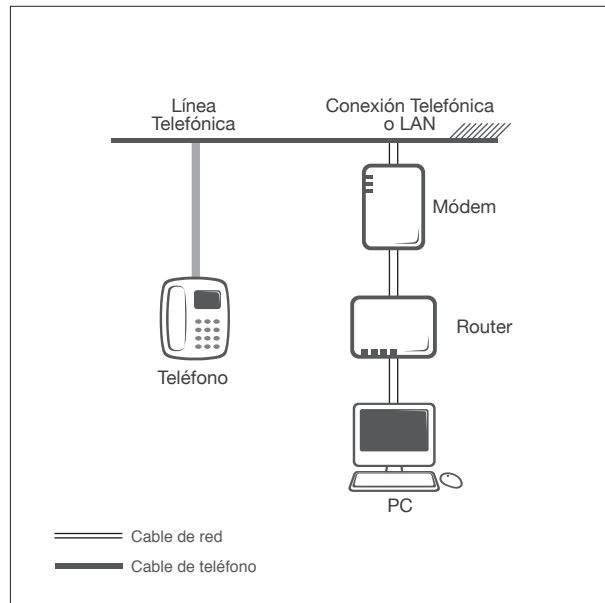 Línea
Telefónica
Conexión Telefónica
o LAN
Módem
Router
Teléfono
PC
Cable de red
Cable de teléfono